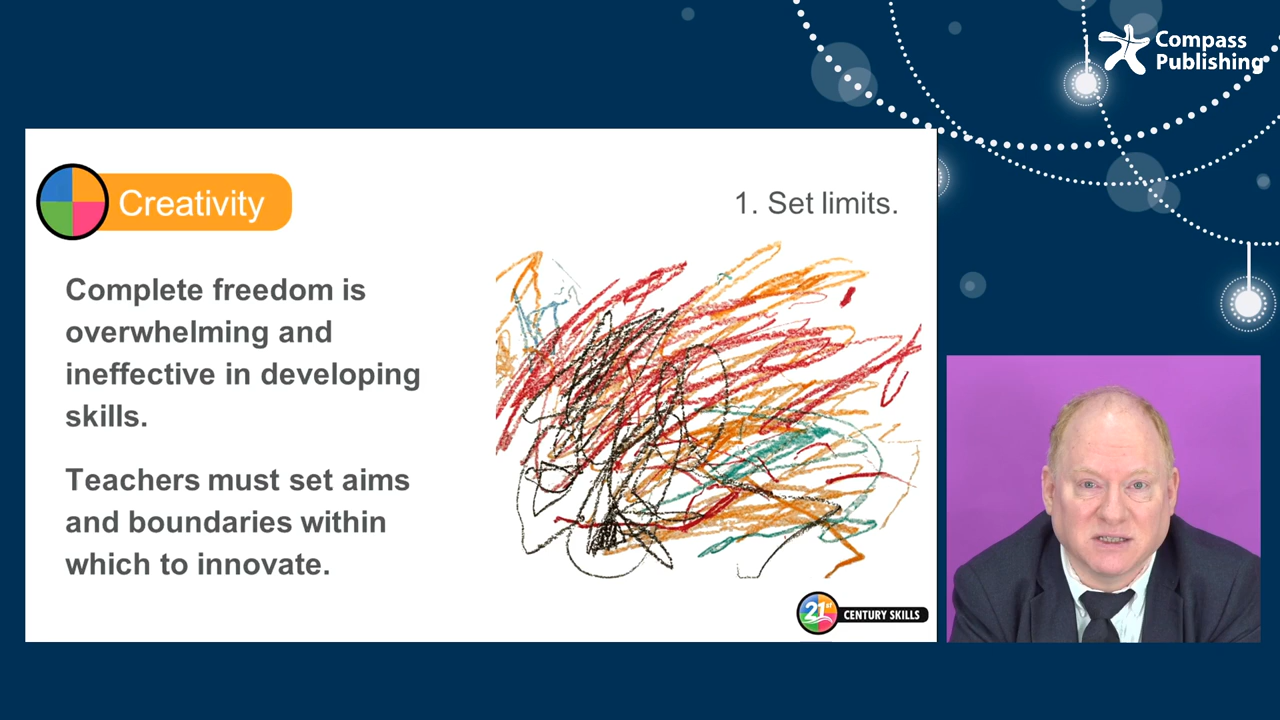 Compass
Publishing
Creativity
1. Set limits.
Complete freedom is
overwhelming and
ineffective in developing
skills.
Teachers must set aims
and boundaries within
which to innovate.
21st CENTURY SKILLS